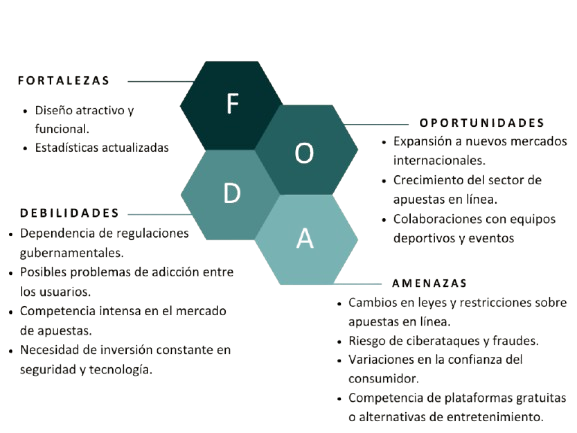 FORTALEZAS
• Diseño atractivo y
funcional.
• Estadísticas actualizadas
F
O
D
A
OPORTUNIDADES
• Expansión a nuevos mercados
internacionales.
• Crecimiento del sector de
apuestas en línea.
• Colaboraciones con equipos
deportivos y eventos
DEBILIDADES
• Dependencia de regulaciones
gubernamentales.
• Posibles problemas de adicción entre
los usuarios.
• Competencia intensa en el mercado
de apuestas.
• Necesidad de inversión constante en
seguridad y tecnología.
AMENAZAS
• Cambios en leyes y restricciones sobre
apuestas en línea.
• Riesgo de ciberataques y fraudes.
• Variaciones en la confianza del
consumidor.
• Competencia de plataformas gratuitas
o alternativas de entretenimiento.